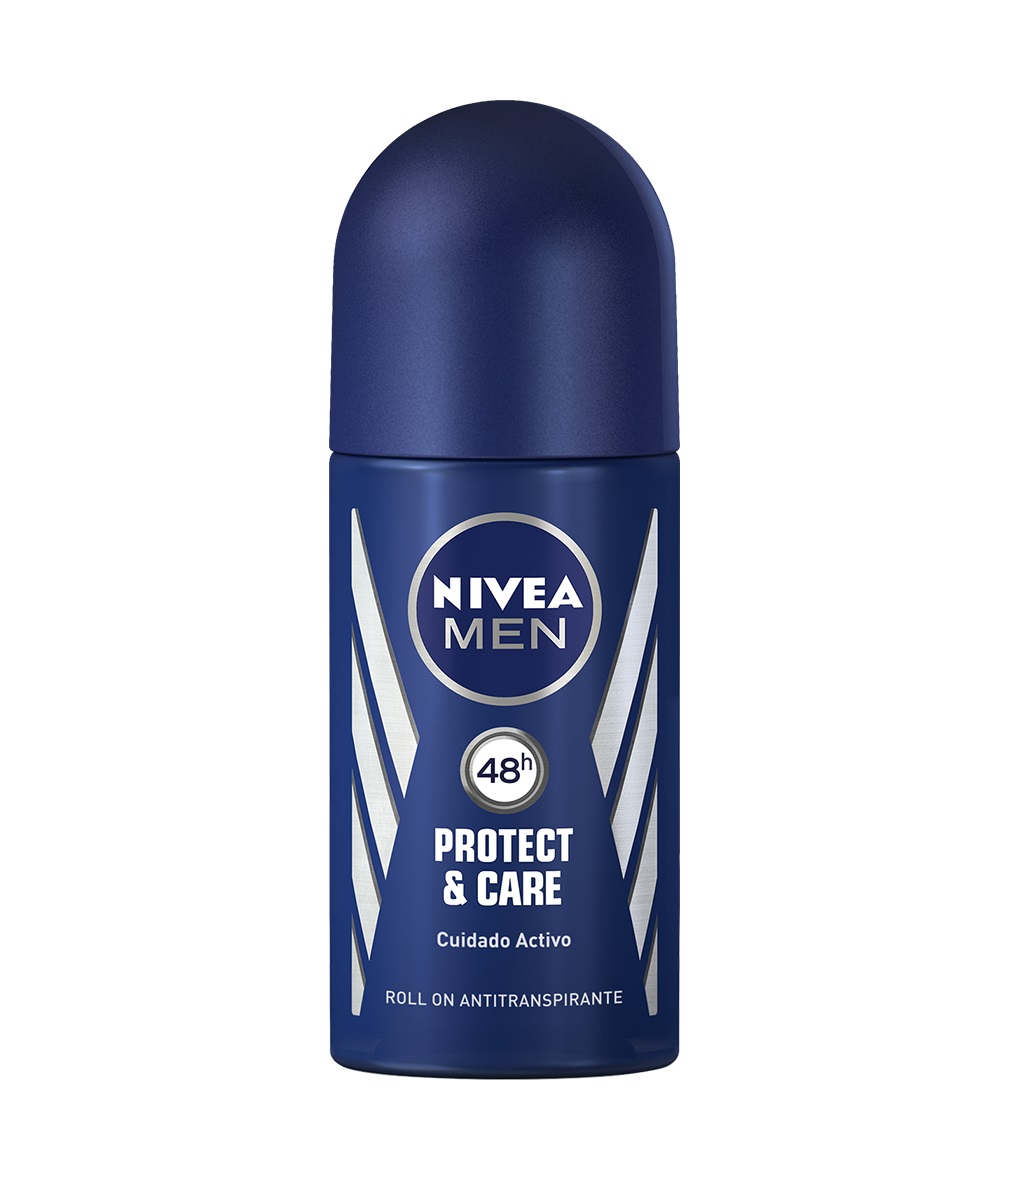 NIVEA
MEN
48h
PROTECT
& CARE
Cuidado Activo
ROLL ON ANTITRANSPIRANTE